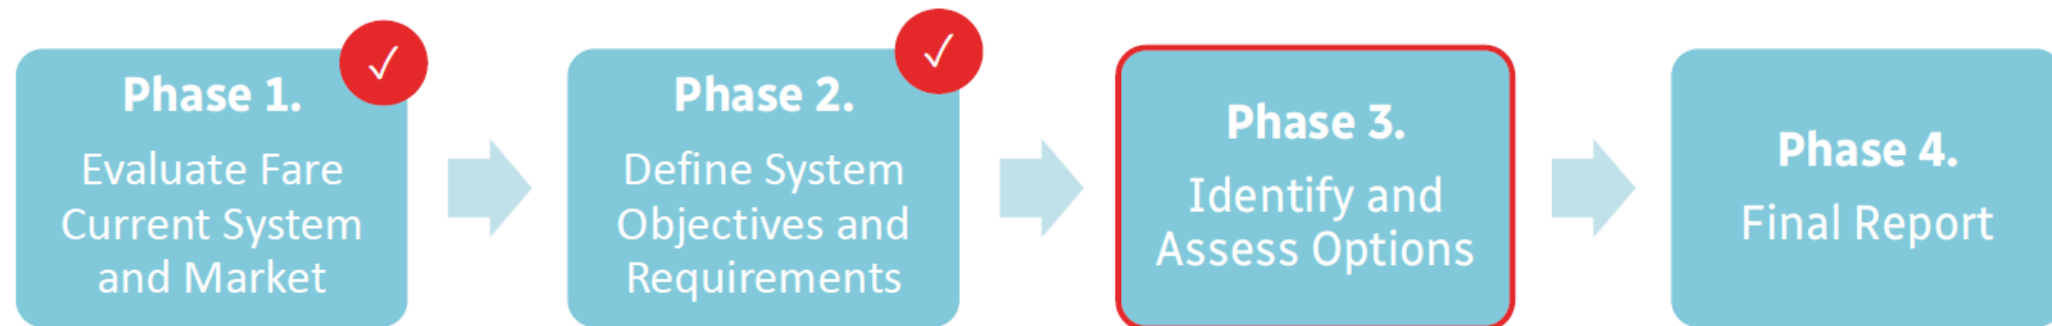 Phase 1.
Evaluate Fare
Current System
and Market
Phase 2.
Define System
Objectives and
Requirements
Phase 3.
Identify and
Assess Options
Phase 4.
Final Report